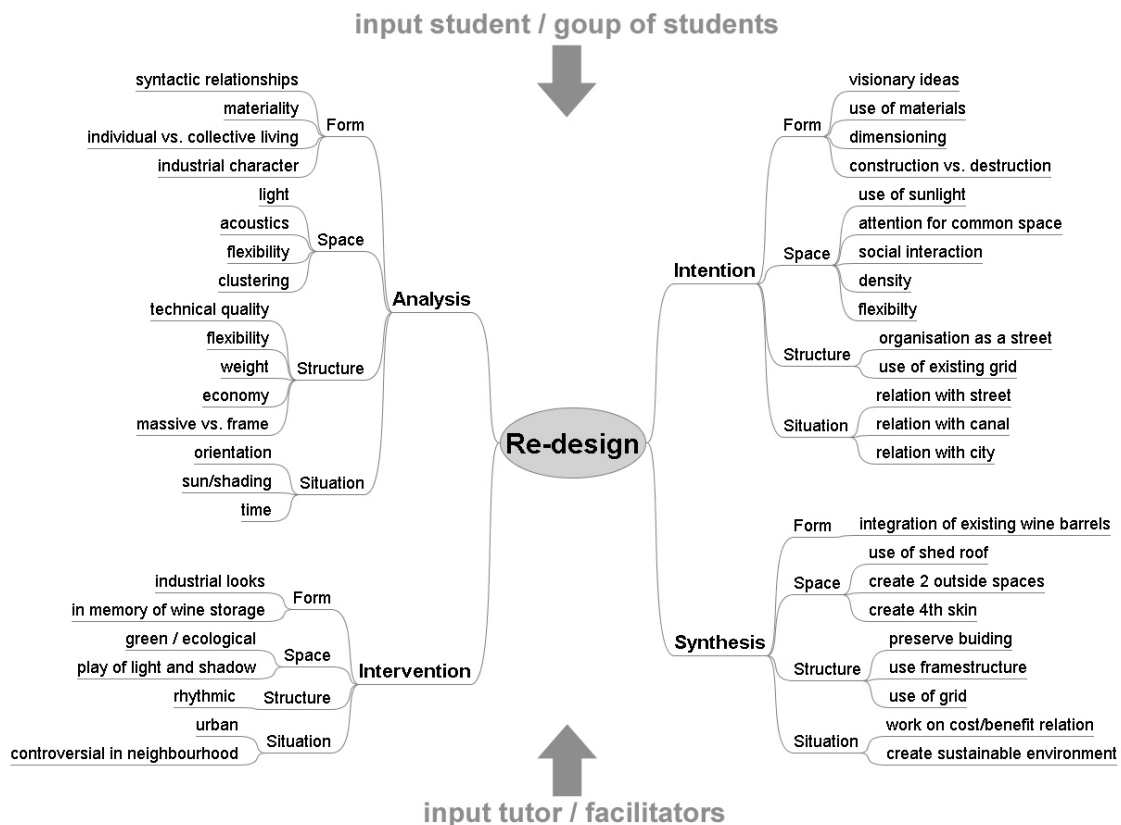 input student / goup of students
syntactic relationships
materiality
individual vs. collective living
industrial character
Form
light
acoustics
flexibility
clustering
Space
technical quality
flexibility
weight
economy
massive vs. frame
Structure
orientation
sun/shading
time
Situation
Analysis
industrial looks
in memory of wine storage
Form
green / ecological
play of light and shadow
Space
rhythmic
Structure
urban
controversial in neighbourhood
Situation
Intervention
Re-design
Intention
Form
visionary ideas
use of materials
dimensioning
construction vs. destruction
Space
use of sunlight
attention for common space
social interaction
density
flexibilty
Structure
organisation as a street
use of existing grid
Situation
relation with street
relation with canal
relation with city
Synthesis
Form
integration of existing wine barrels
Space
use of shed roof
create 2 outside spaces
create 4th skin
Structure
preserve buiding
use framestructure
use of grid
Situation
work on cost/benefit relation
create sustainable environment
input tutor / facilitators